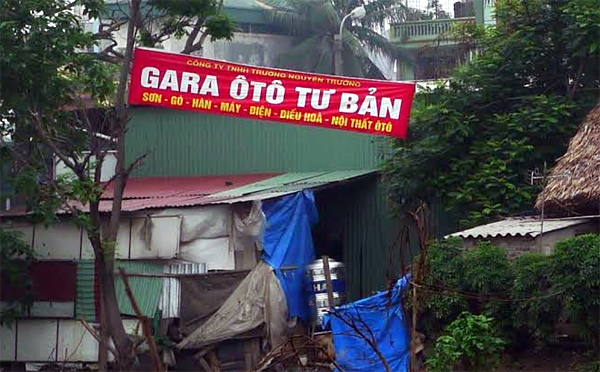 CÔNG TY TNHH TRƯỜNG NGUYÊN TRƯỜNG
GARA ÔTÔ TƯ BẢN
SƠN - GÒ - HÀN - MÁY - ĐIỆN - ĐIỀU HOÀ - NỘI THẤT ÔTÔ